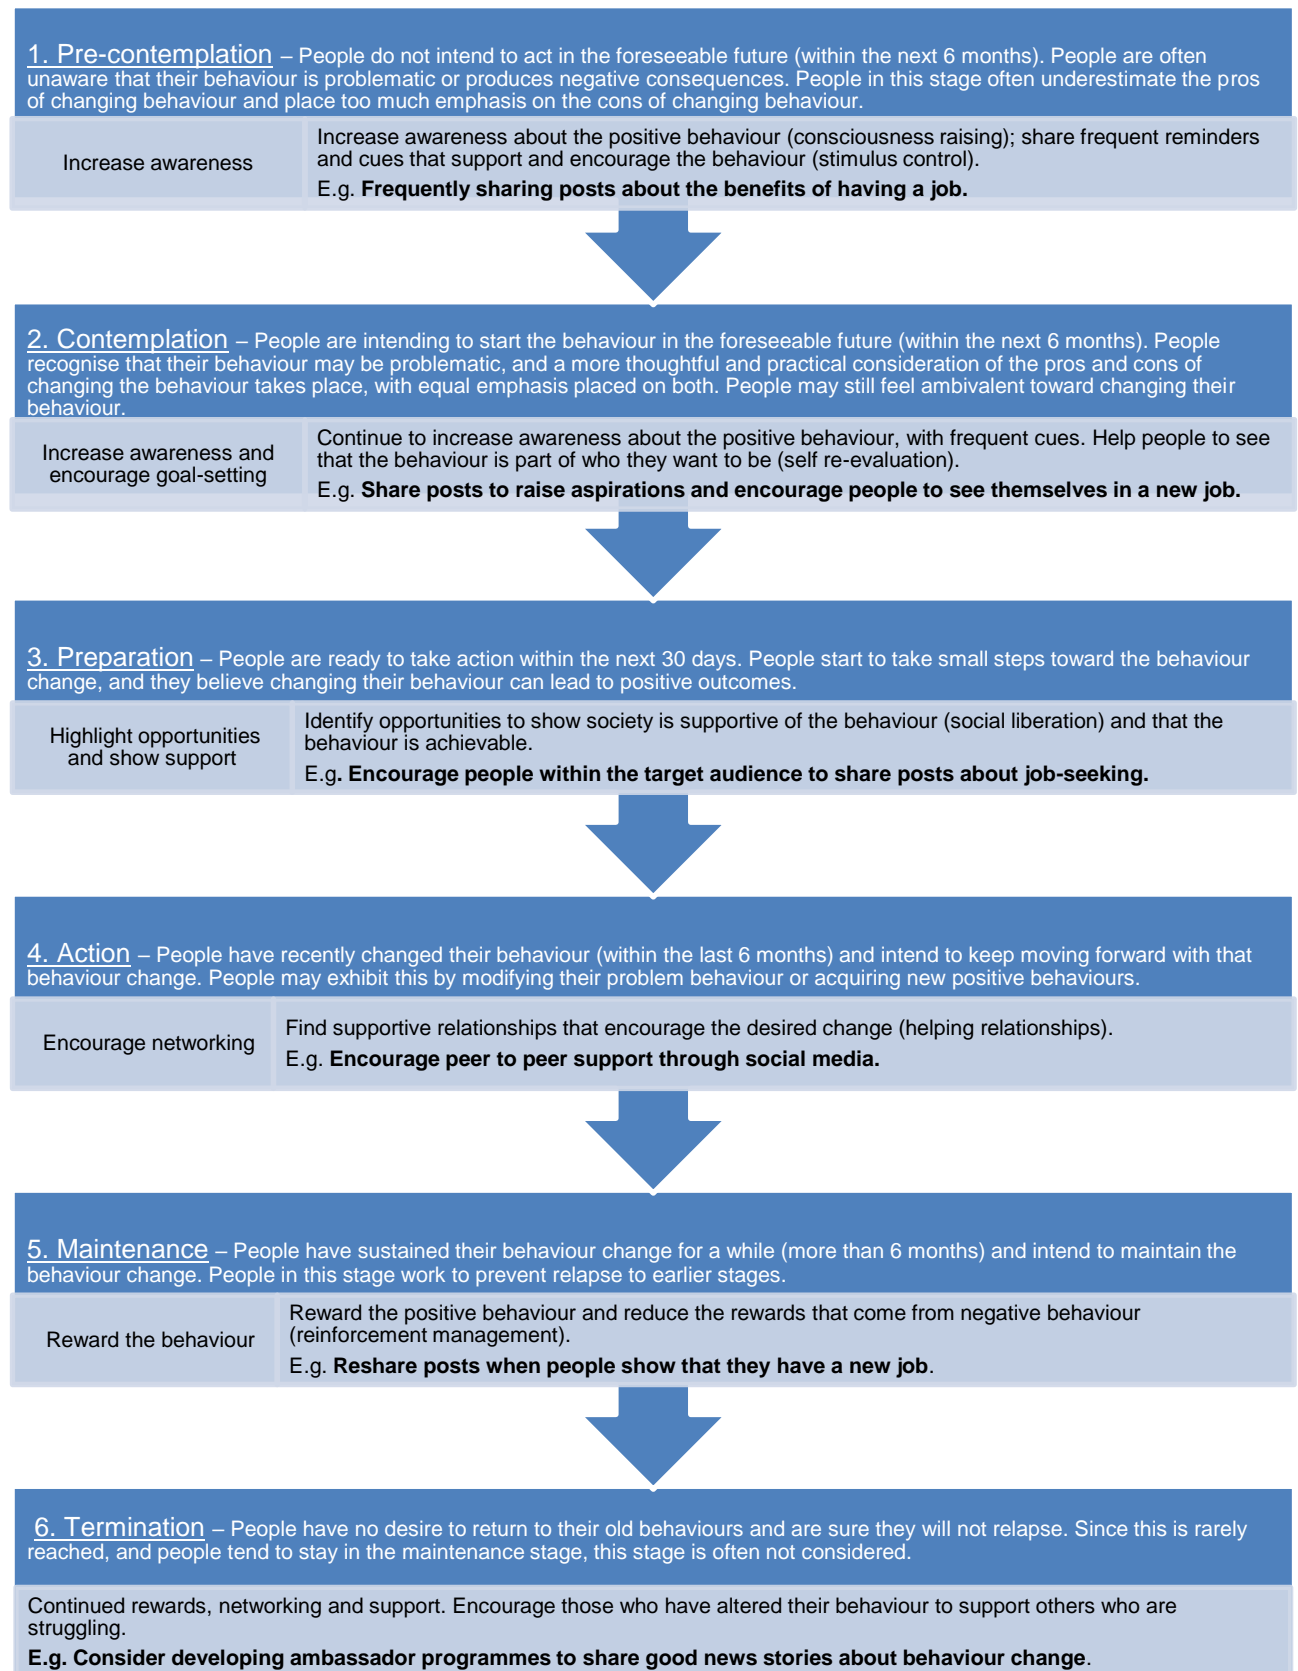 1. Pre-contemplation – People do not intend to act in the foreseeable future (within the next 6 months). People are often
unaware that their behaviour is problematic or produces negative consequences. People in this stage often underestimate the pros
of changing behaviour and place too much emphasis on the cons of changing behaviour.
Increase awareness
Increase awareness about the positive behaviour (consciousness raising); share frequent reminders
and cues that support and encourage the behaviour (stimulus control).
E.g. Frequently sharing posts about the benefits of having a job.
2. Contemplation – People are intending to start the behaviour in the foreseeable future (within the next 6 months). People
recognise that their behaviour may be problematic, and a more thoughtful and practical consideration of the pros and cons of
changing the behaviour takes place, with equal emphasis placed on both. People may still feel ambivalent toward changing their
behaviour.
Increase awareness and
encourage goal-setting
Continue to increase awareness about the positive behaviour, with frequent cues. Help people to see
that the behaviour is part of who they want to be (self re-evaluation).
E.g. Share posts to raise aspirations and encourage people to see themselves in a new job.
3. Preparation – People are ready to take action within the next 30 days. People start to take small steps toward the behaviour
change, and they believe changing their behaviour can lead to positive outcomes.
Highlight opportunities
and show support
Identify opportunities to show society is supportive of the behaviour (social liberation) and that the
behaviour is achievable.
E.g. Encourage people within the target audience to share posts about job-seeking.
4. Action – People have recently changed their behaviour (within the last 6 months) and intend to keep moving forward with that
behaviour change. People may exhibit this by modifying their problem behaviour or acquiring new positive behaviours.
Encourage networking
Find supportive relationships that encourage the desired change (helping relationships).
E.g. Encourage peer to peer support through social media.
5. Maintenance – People have sustained their behaviour change for a while (more than 6 months) and intend to maintain the
behaviour change. People in this stage work to prevent relapse to earlier stages.
Reward the behaviour
Reward the positive behaviour and reduce the rewards that come from negative behaviour
(reinforcement management).
E.g. Reshare posts when people show that they have a new job.
6. Termination – People have no desire to return to their old behaviours and are sure they will not relapse. Since this is rarely
reached, and people tend to stay in the maintenance stage, this stage is often not considered.
Continued rewards, networking and support. Encourage those who have altered their behaviour to support others who are
struggling.
E.g. Consider developing ambassador programmes to share good news stories about behaviour change.